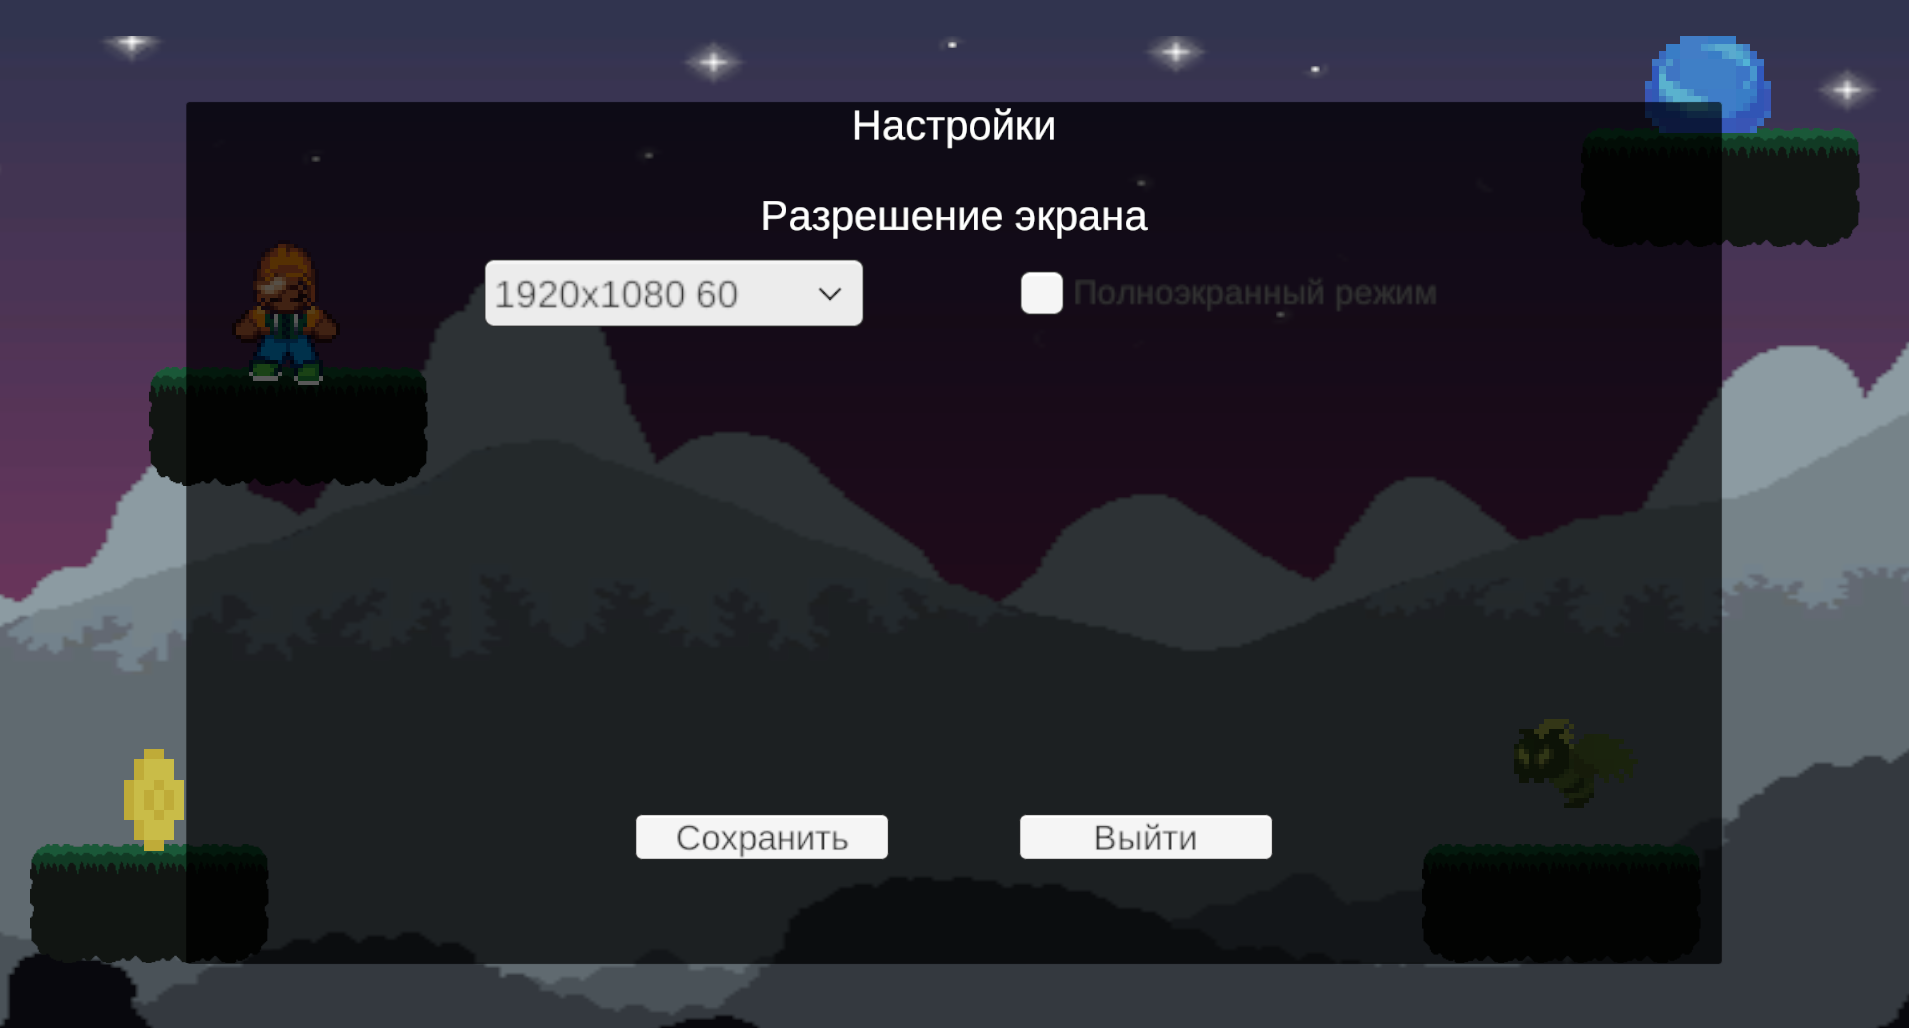 Настройки
Разрешение экрана
1920x1080 60
Полноэкранный режим
Сохранить
Выйти